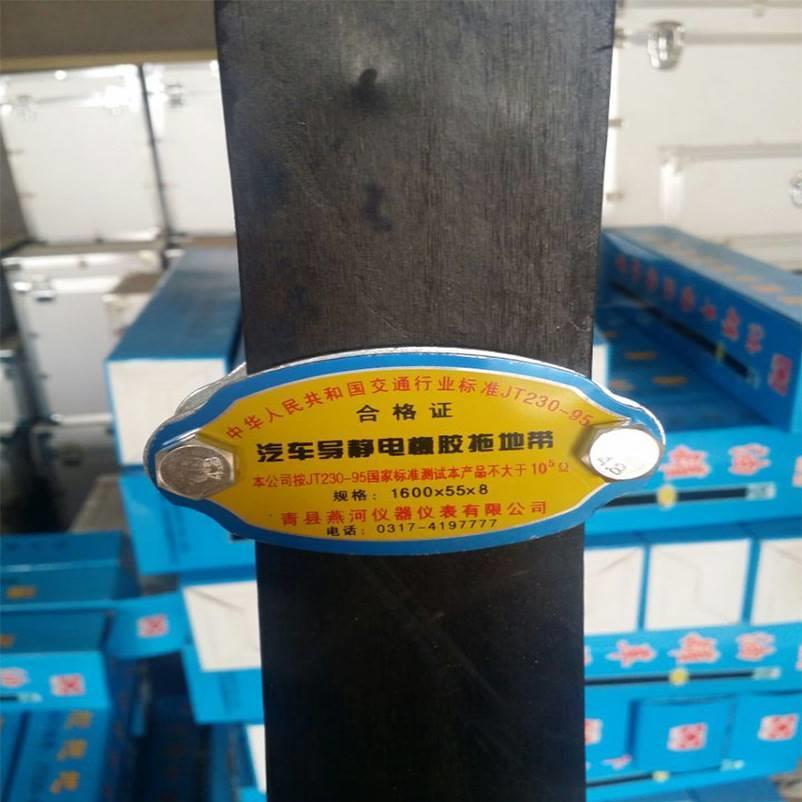 中华人民共和国交通行业标准JT230-95
合格证
汽车导静电橡胶拖地带
本公司按JT230-95国家标准测试本产品不大于10⁵Ω
规格：1600×55×8
青县燕河仪器仪表有限公司
电话：0317-4197777